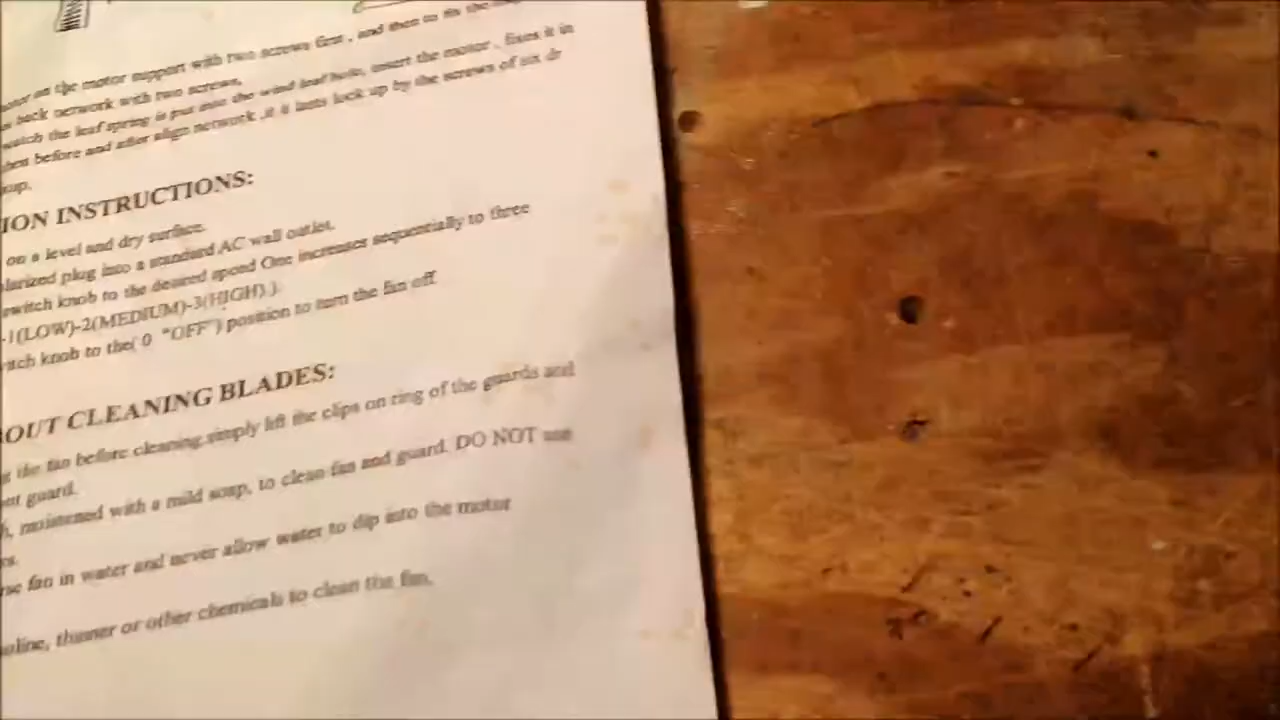 on the motor support with two screws first , and then to fix the
back network with two screws.
watch the leaf spring is put into the wind leaf hole, insert the motor , fixes it in
before and after align network ,it it lasts lock up by the screws of six dr
ION INSTRUCTIONS:
on a level and dry surface.
larized plug into a standard AC wall outlet.
switch knob to the desired spood One increases sequentially to three
-1(LOW)-2(MEDIUM)-3(HIGH).).
itch knob to the( 0 "OFF") position to turn the fan off
OUT CLEANING BLADES:
the fan before cleaning,simply lift the clips on ring of the guards and
guard.
h, moistened with a mild soap, to clean fan and guard. DO NOT use
fan in water and never allow water to dip into the motor
oline, thinner or other chemicals to clean the fan.